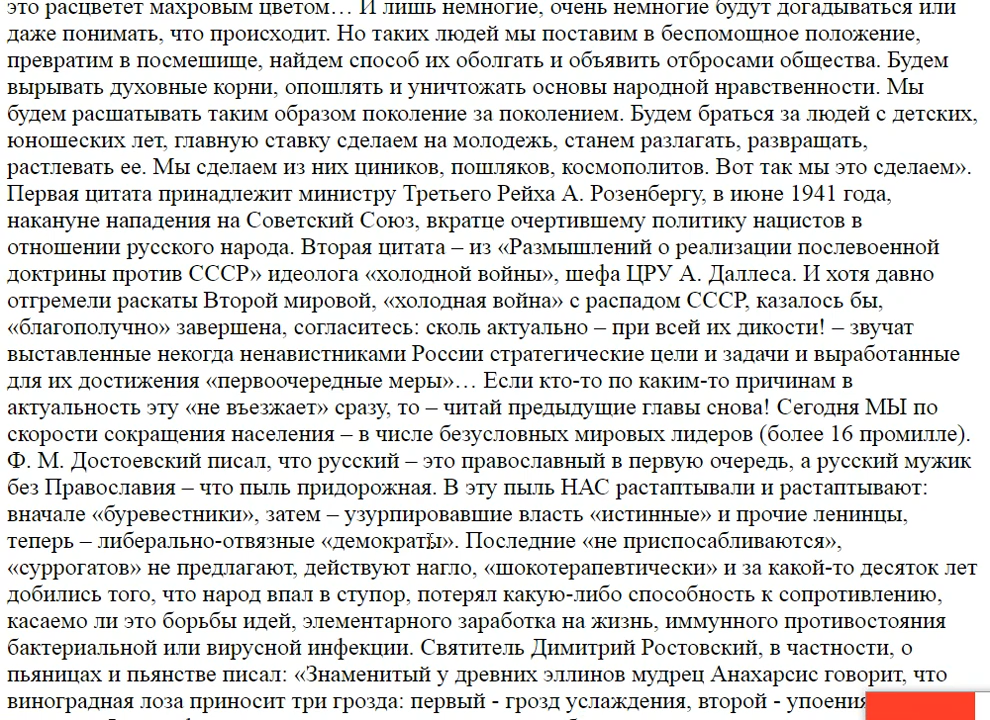 это расцветет махровым цветом… И лишь немногие, очень немногие будут догадываться или
даже понимать, что происходит. Но таких людей мы поставим в беспомощное положение,
превратим в посмешище, найдем способ их оболгать и объявить отбросами общества. Будем
вырывать духовные корни, опошлять и уничтожать основы народной нравственности. Мы
будем расшатывать таким образом поколение за поколением. Будем браться за людей с детских,
юношеских лет, главную ставку сделаем на молодежь, станем разлагать, развращать,
растлевать ее. Мы сделаем из них циников, пошляков, космополитов. Вот так мы это сделаем».
Первая цитата принадлежит министру Третьего Рейха А. Розенбергу, в июне 1941 года,
накануне нападения на Советский Союз, вкратце очертившему политику нацистов в
отношении русского народа. Вторая цитата – из «Размышлений о реализации послевоенной
доктрины против СССР» идеолога «холодной войны», шефа ЦРУ А. Даллеса. И хотя давно
отгремели раскаты Второй мировой, «холодная война» с распадом СССР, казалось бы,
«благополучно» завершена, согласитесь: сколь актуально – при всей их дикости! – звучат
выставленные некогда ненавистниками России стратегические цели и задачи и выработанные
для их достижения «первоочередные меры»… Если кто-то по каким-то причинам в
актуальность эту «не въезжает» сразу, то – читай предыдущие главы снова! Сегодня МЫ по
скорости сокращения населения – в числе безусловных мировых лидеров (более 16 промилле).
Ф. М. Достоевский писал, что русский – это православный в первую очередь, а русский мужик
без Православия – что пыль придорожная. В эту пыль НАС растаптывали и растаптывают:
вначале «буревестники», затем – узурпировавшие власть «истинные» и прочие ленинцы,
теперь – либерально-отвязные «демократы». Последние «не приспосабливаются»,
«суррогатов» не предлагают, действуют нагло, «шокотерапевтически» и за какой-то десяток лет
добились того, что народ впал в ступор, потерял какую-либо способность к сопротивлению,
касаемо ли это борьбы идей, элементарного заработка на жизнь, иммунного противостояния
бактериальной или вирусной инфекции. Святитель Димитрий Ростовский, в частности, о
пьяницах и пьянстве писал: «Знаменитый у древних эллинов мудрец Анахарсис говорит, что
виноградная лоза приносит три грозда: первый - грозд услаждения, второй - упоения